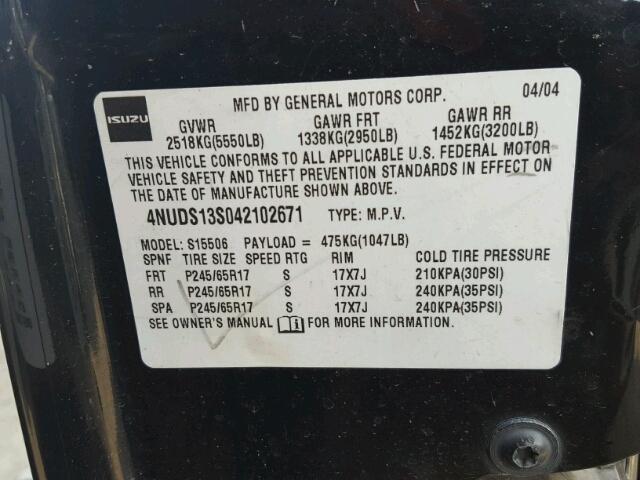 MFD BY GENERAL MOTORS CORP. 04/04
ISUZU
GVWR GAWR FRT GAWR RR
2518KG(5550LB) 1338KG(2950LB) 1452KG(3200LB)
THIS VEHICLE CONFORMS TO ALL APPLICABLE U.S. FEDERAL MOTOR
VEHICLE SAFETY AND THEFT PREVENTION STANDARDS IN EFFECT ON
THE DATE OF MANUFACTURE SHOWN ABOVE.
4NUDS13S042102671 TYPE: M.P.V.
MODEL: S15506 PAYLOAD = 475KG(1047LB)
SPNF TIRE SIZE SPEED RTG RIM COLD TIRE PRESSURE
FRT P245/65R17 S 17X7J 210KPA(30PSI)
RR P245/65R17 S 17X7J 240KPA(35PSI)
SPA P245/65R17 S 17X7J 240KPA(35PSI)
SEE OWNER'S MANUAL FOR MORE INFORMATION.